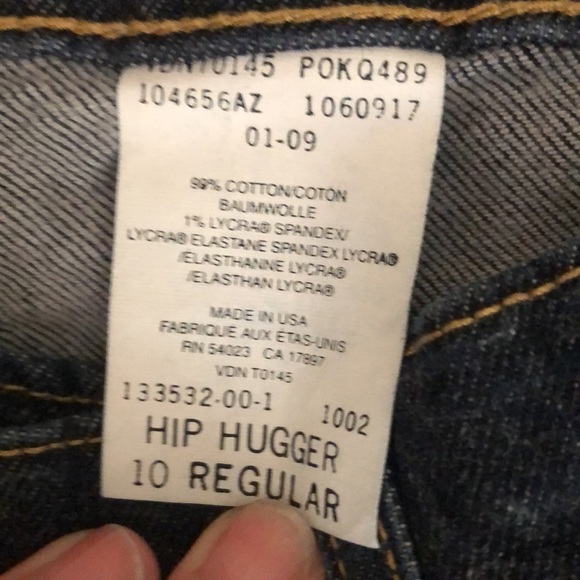 VDNT0145 POKQ489
104656AZ 1060917
01-09
99% COTTON/COTON
BAUMWOLLE
1% LYCRA® SPANDEX/
LYCRA® ELASTANE SPANDEX LYCRA®
/ELASTHANNE LYCRA®
/ELASTHAN LYCRA®
MADE IN USA
FABRIQUE AUX ÉTAS-UNIS
RN 54023 CA 17897
VDN T0145
133532-00-1 1002
HIP HUGGER
10 REGULAR